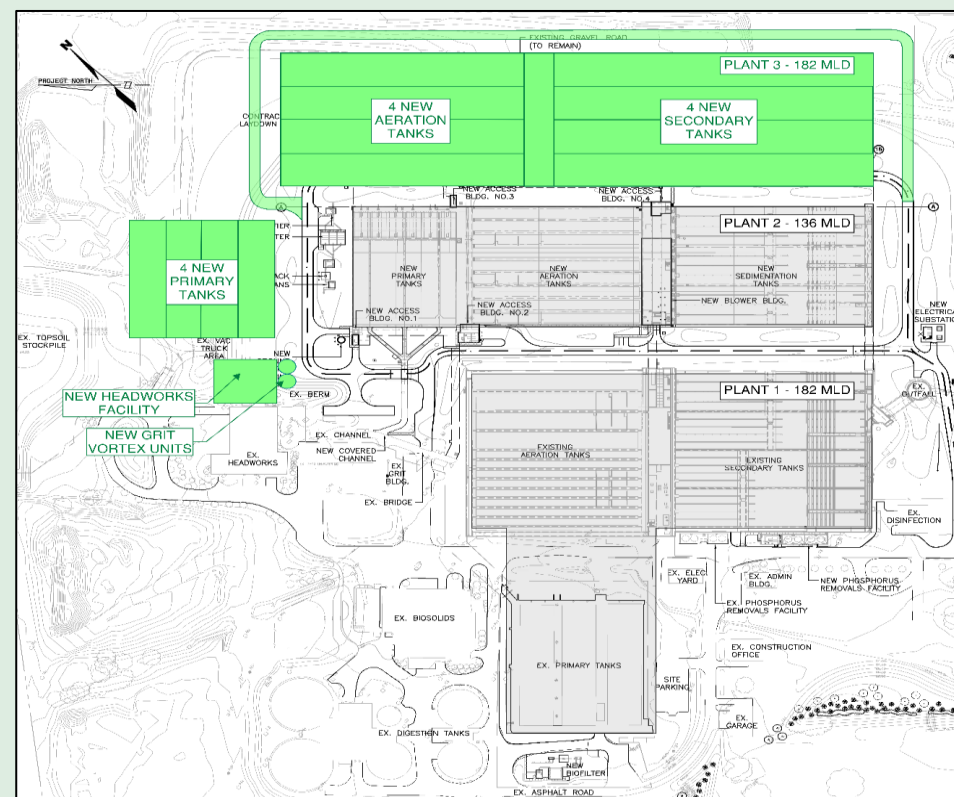 EXISTING GRAVEL ROAD
(TO REMAIN)
N
PROJECT NORTH
PLANT 3 - 182 MLD
4 NEW
AERATION
TANKS
4 NEW
SECONDARY
TANKS
CONTRAC
LAYDOWN
NEW ACCESS
BLDG. NO.3
NEW ACCESS
BLDG. NO.4
PLANT 2 - 136 MLD
4 NEW
PRIMARY
TANKS
NEW
PRIMARY
TANKS
NEW
AERATION
TANKS
NEW
SEDIMENTATION
TANKS
NEW BLOWER BLDG.
NEW ACCESS
BLDG. NO.1
NEW ACCESS
BLDG. NO.2
NEW
ELECTRICA
SUBSTATIO
EX. TOPSOIL
STOCKPILE
EX. VAC
TRUCK
AREA
NEW
EX. BERM
NEW HEADWORKS
FACILITY
NEW GRIT
VORTEX UNITS
PLANT 1 - 182 MLD
EX.
OUTFALL
EX. CHANNEL
NEW COVERED
CHANNEL
EX.
HEADWORKS
EX.
GRIT
BLDG.
EX. BRIDGE
EXISTING
AERATION TANKS
EXISTING
SECONDARY TANKS
EX.
DISINFECTION
EX. ELEC.
YARD
EX. ADMIN
BLDG.
NEW PHOSPHORUS
REMOVALS FACILITY
EX. PHOSPHORUS
REMOVALS FACILITY
EX. BIOSOLIDS
EX. CONSTRUCTION
OFFICE
EX. PRIMARY TANKS
SITE
PARKING
EX.
GARAGE
EX. DIGESTION TANKS
NEW
BIOFILTER
EX. ASPHALT ROAD